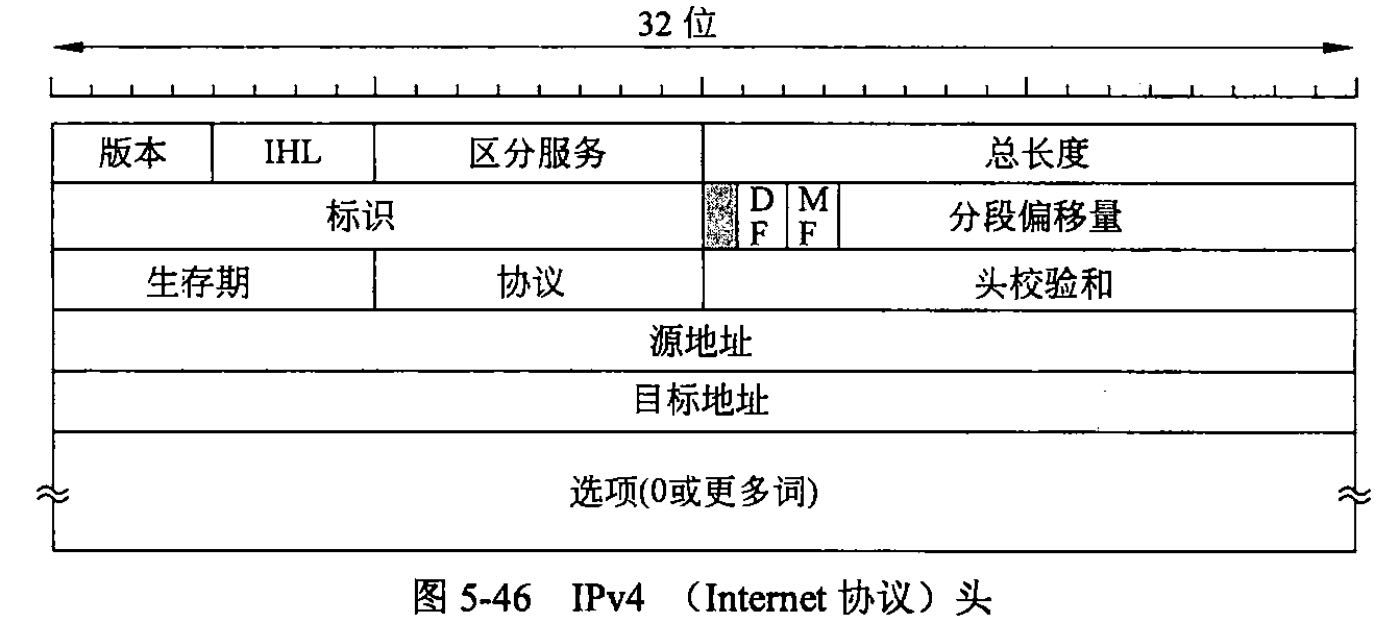 32 位
版本 IHL 区分服务 总长度
标识 DF MF 分段偏移量
生存期 协议 头校验和
源地址
目标地址
选项(0或更多词)
图 5-46 IPv4 （Internet 协议）头